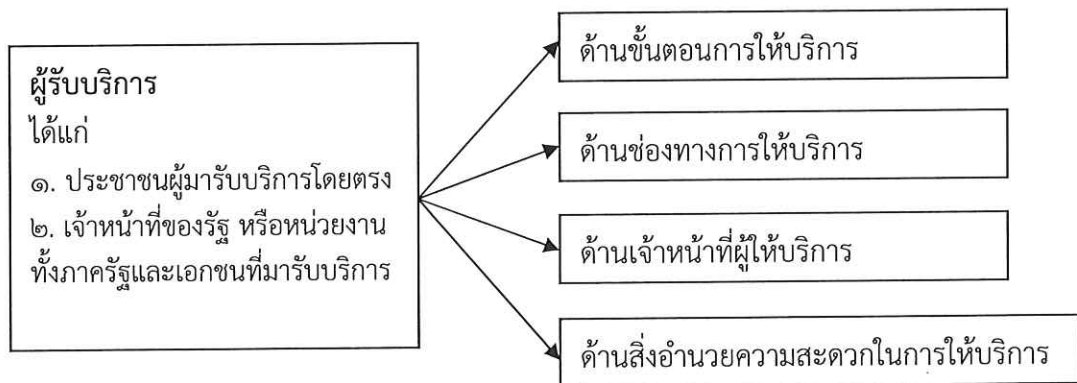 ผู้รับบริการ
ได้แก่
๑. ประชาชนผู้มารับบริการโดยตรง
๒. เจ้าหน้าที่ของรัฐ หรือหน่วยงาน
ทั้งภาครัฐและเอกชนที่มารับบริการ
ด้านขั้นตอนการให้บริการ
ด้านช่องทางการให้บริการ
ด้านเจ้าหน้าที่ผู้ให้บริการ
ด้านสิ่งอำนวยความสะดวกในการให้บริการ